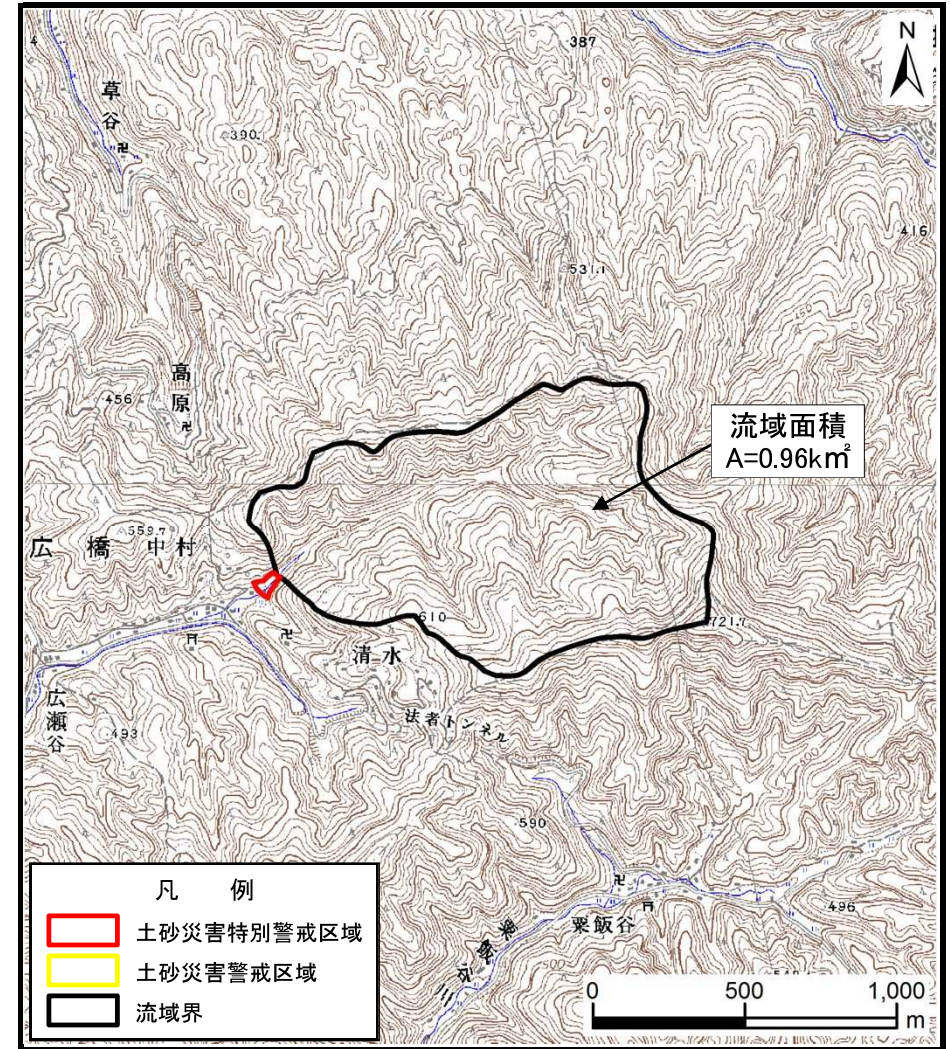 N
387
草谷
390
416
531.1
高原
456
流域面積
A=0.96k㎡
559.7
広橋 中村
610
721.7
清水
広瀬谷
法者トンネル
493
590
496
粟飯谷
500
凡 例
土砂災害特別警戒区域
土砂災害警戒区域
流域界
0 500 1,000
m